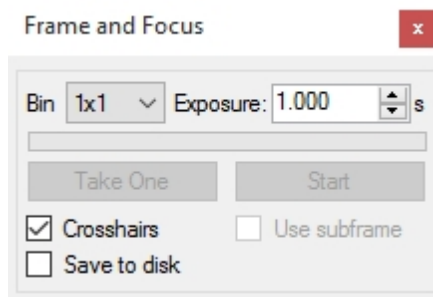 Frame and Focus x
Bin 1x1 Exposure: 1.000 s
Take One Start
Crosshairs Use subframe
Save to disk